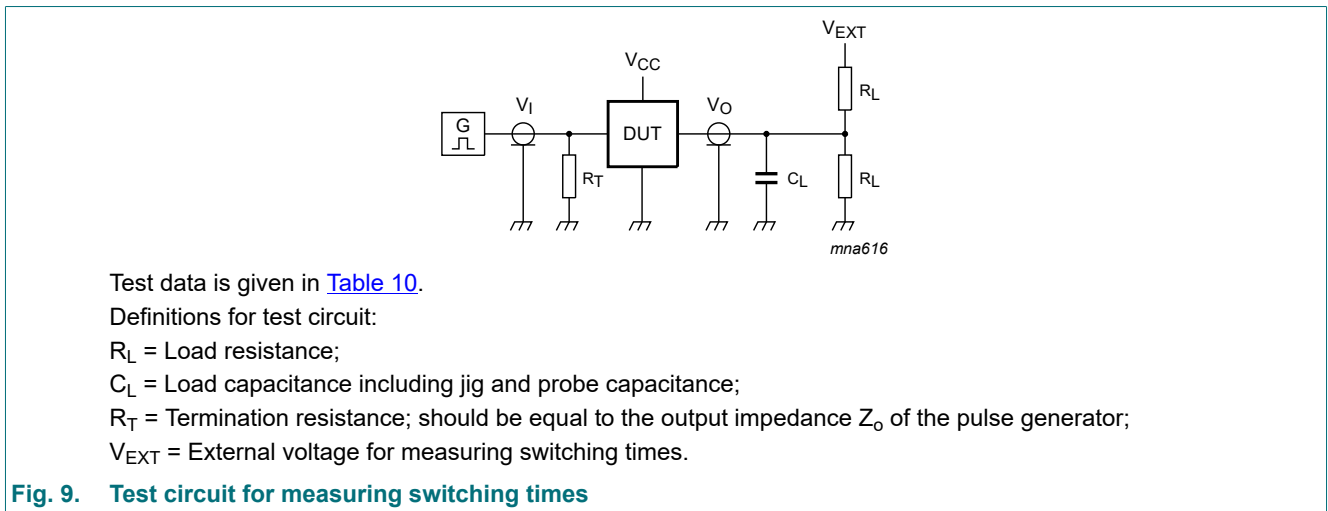 VEXT
VCC
RL
VI
VO
G
DUT
RT
CL
RL
mna616
Test data is given in Table 10.
Definitions for test circuit:
RL = Load resistance;
CL = Load capacitance including jig and probe capacitance;
RT = Termination resistance; should be equal to the output impedance Zo of the pulse generator;
VEXT = External voltage for measuring switching times.
Fig. 9. Test circuit for measuring switching times